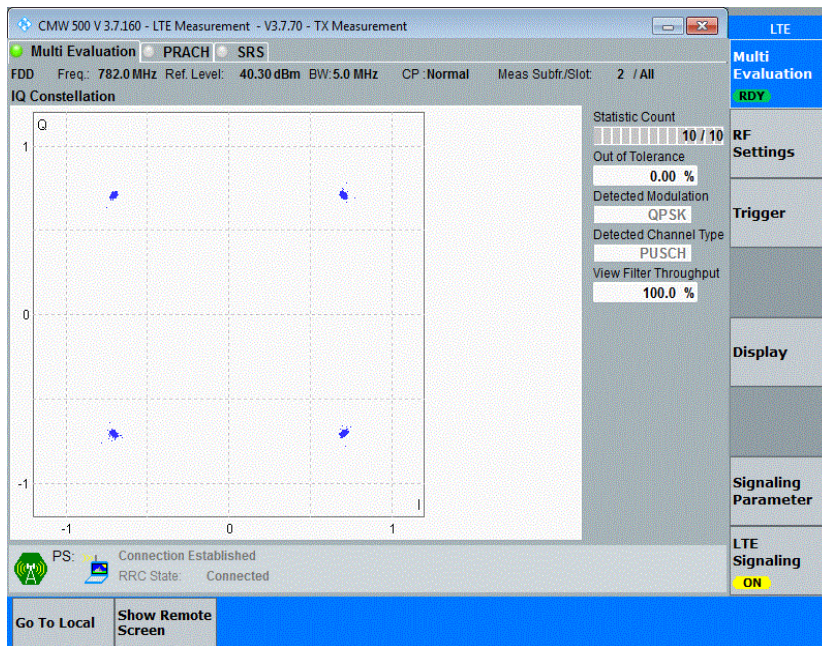 CMW 500 V 3.7.160 - LTE Measurement - V3.7.70 - TX Measurement
Multi Evaluation PRACH SRS
FDD Freq.: 782.0 MHz Ref. Level: 40.30 dBm BW: 5.0 MHz CP : Normal Meas Subfr./Slot: 2 / All
IQ Constellation
Q
1
0
-1
I
-1 0 1
Statistic Count
10 / 10
Out of Tolerance
0.00 %
Detected Modulation
QPSK
Detected Channel Type
PUSCH
View Filter Throughput
100.0 %
PS: Connection Established
RRC State: Connected
LTE
Multi
Evaluation
RDY
RF
Settings
Trigger
Display
Signaling
Parameter
LTE
Signaling
ON
Go To Local
Show Remote
Screen